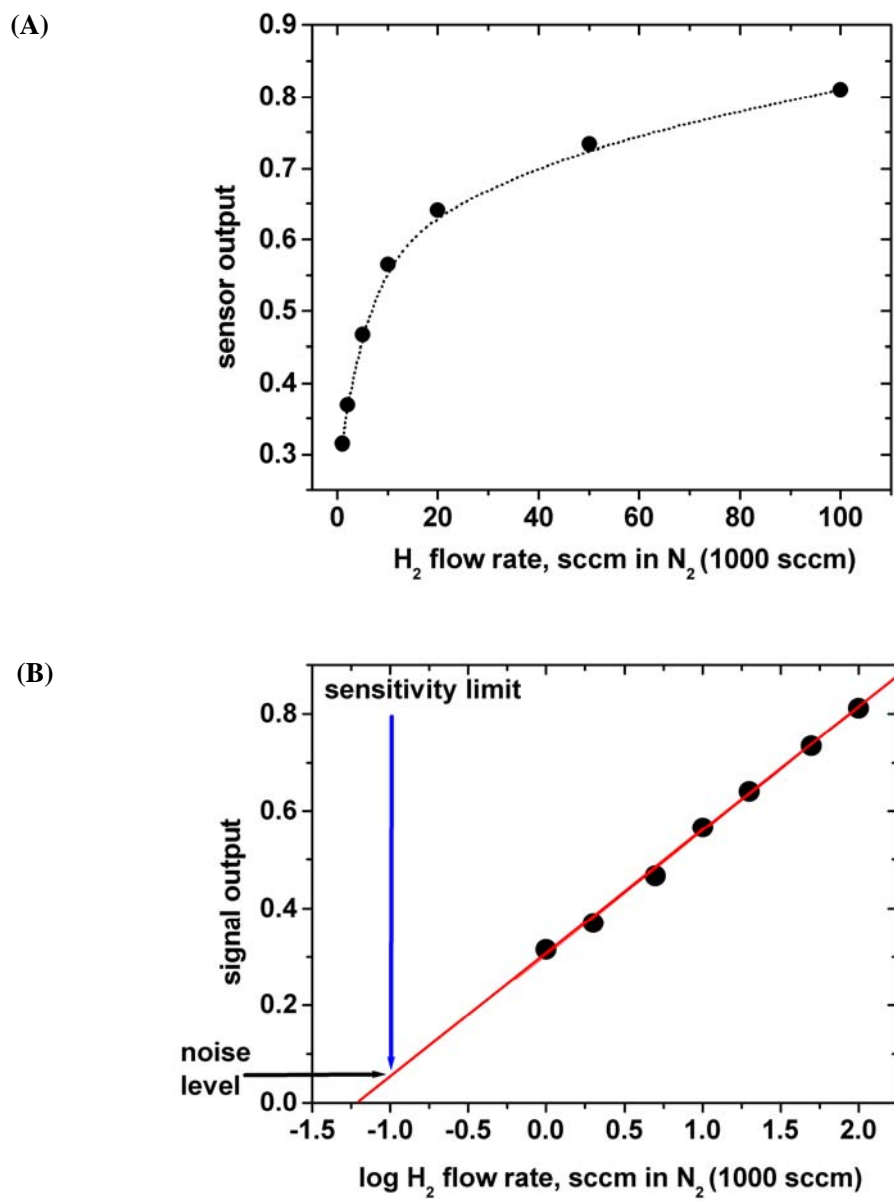 (A)
0.9
0.8
0.7
0.6
0.5
0.4
0.3
sensor output
0 20 40 60 80 100
H₂ flow rate, sccm in N₂ (1000 sccm)
(B)
sensitivity limit
0.8
0.6
0.4
0.2
0.0
signal output
noise
level
-1.5 -1.0 -0.5 0.0 0.5 1.0 1.5 2.0
log H₂ flow rate, sccm in N₂ (1000 sccm)